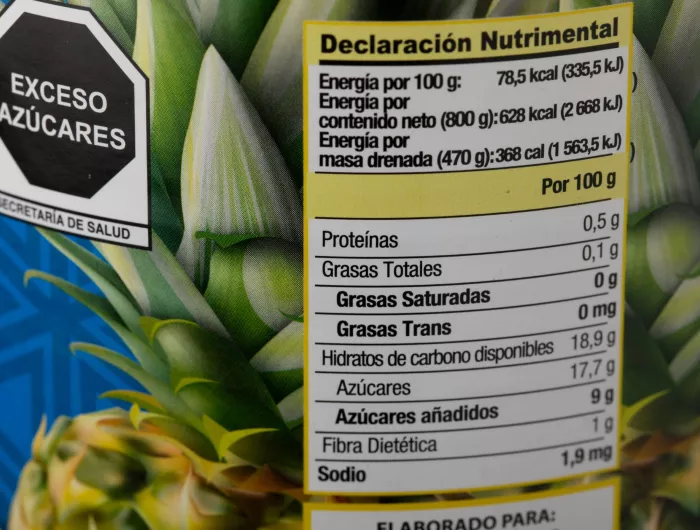 EXCESO
AZÚCARES
SECRETARÍA DE SALUD
Declaración Nutrimental
Energía por 100 g: 78,5 kcal (335,5 kJ)
Energía por
contenido neto (800 g): 628 kcal (2 668 kJ)
Energía por
masa drenada (470 g): 368 cal (1 563,5 kJ)
Por 100 g
Proteínas 0,5 g
Grasas Totales 0,1 g
Grasas Saturadas 0 g
Grasas Trans 0 mg
Hidratos de carbono disponibles 18,9 g
Azúcares 17,7 g
Azúcares añadidos 9 g
Fibra Dietética 1 g
Sodio 1,9 mg
ELABORADO PARA: